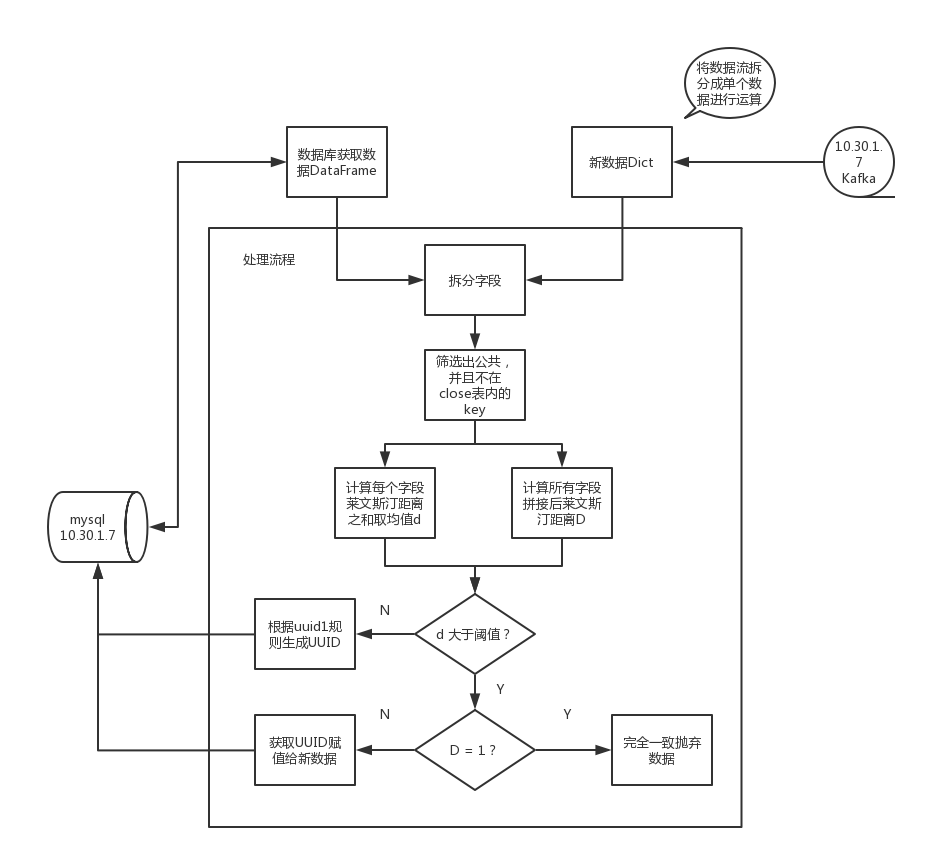 将数据流拆
分成单个数
据进行运算
数据库获取数
据DataFrame
新数据Dict
10.30.1.
7
Kafka
处理流程
拆分字段
筛选出公共，
并且不在
close表内的
key
计算每个字段
莱文斯汀距离
之和取均值d
计算所有字段
拼接后莱文斯
汀距离D
mysql
10.30.1.7
根据uuid1规
则生成UUID
N
d 大于阈值？
Y
获取UUID赋
值给新数据
N
D = 1？
Y
完全一致抛弃
数据